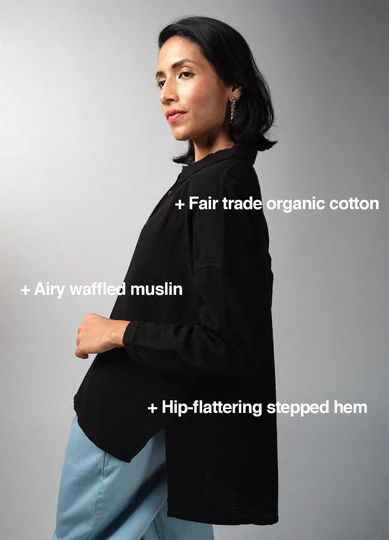 + Fair trade organic cotton
+ Airy waffled muslin
+ Hip-flattering stepped hem